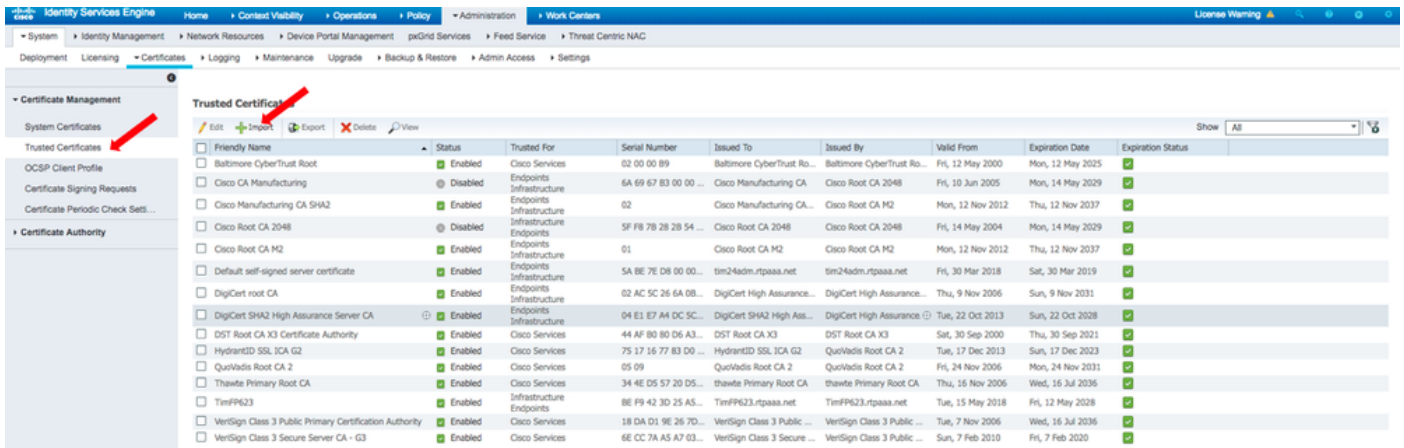 cisco Identity Services Engine Home Context Visibility Operations Policy Administration Work Centers License Warning
System Identity Management Network Resources Device Portal Management pxGrid Services Feed Service Threat Centric NAC
Deployment Licensing Certificates Logging Maintenance Upgrade Backup & Restore Admin Access Settings
Certificate Management
System Certificates
Trusted Certificates
OCSP Client Profile
Certificate Signing Requests
Certificate Periodic Check Setti...
Certificate Authority
Trusted Certificates
Edit Import Export Delete View Show All
Friendly Name Status Trusted For Serial Number Issued To Issued By Valid From Expiration Date Expiration Status
Baltimore CyberTrust Root Enabled Cisco Services 02 00 00 B9 Baltimore CyberTrust Ro... Baltimore CyberTrust Ro... Fri, 12 May 2000 Mon, 12 May 2025
Cisco CA Manufacturing Disabled Endpoints Infrastructure 6A 69 67 B3 00 00 ... Cisco Manufacturing CA Cisco Root CA 2048 Fri, 10 Jun 2005 Mon, 14 May 2029
Cisco Manufacturing CA SHA2 Enabled Endpoints Infrastructure 02 Cisco Manufacturing CA... Cisco Root CA M2 Mon, 12 Nov 2012 Thu, 12 Nov 2037
Cisco Root CA 2048 Disabled Infrastructure Endpoints 5F F8 7B 28 2B 54 ... Cisco Root CA 2048 Cisco Root CA 2048 Fri, 14 May 2004 Mon, 14 May 2029
Cisco Root CA M2 Enabled Endpoints Infrastructure 01 Cisco Root CA M2 Cisco Root CA M2 Mon, 12 Nov 2012 Thu, 12 Nov 2037
Default self-signed server certificate Enabled Endpoints Infrastructure 5A BE 7E D8 00 00... tim24adm.rtpaaa.net tim24adm.rtpaaa.net Fri, 30 Mar 2018 Sat, 30 Mar 2019
DigiCert root CA Enabled Endpoints Infrastructure 02 AC 5C 26 6A 0B... DigiCert High Assurance... DigiCert High Assurance... Thu, 9 Nov 2006 Sun, 9 Nov 2031
DigiCert SHA2 High Assurance Server CA Enabled Endpoints Infrastructure 04 E1 E7 A4 DC 5C... DigiCert SHA2 High Ass... DigiCert High Assurance Tue, 22 Oct 2013 Sun, 22 Oct 2028
DST Root CA X3 Certificate Authority Enabled Cisco Services 44 AF B0 80 D6 A3... DST Root CA X3 DST Root CA X3 Sat, 30 Sep 2000 Thu, 30 Sep 2021
HydrantID SSL ICA G2 Enabled Cisco Services 75 17 16 77 83 D0 ... HydrantID SSL ICA G2 QuoVadis Root CA 2 Tue, 17 Dec 2013 Sun, 17 Dec 2023
QuoVadis Root CA 2 Enabled Cisco Services 05 09 QuoVadis Root CA 2 QuoVadis Root CA 2 Fri, 24 Nov 2006 Mon, 24 Nov 2031
Thawte Primary Root CA Enabled Cisco Services 34 4E D5 57 20 D5... thawte Primary Root CA thawte Primary Root CA Thu, 16 Nov 2006 Wed, 16 Jul 2036
TimFP623 Enabled Infrastructure Endpoints BE F9 42 3D 25 A5... TimFP623.rtpaaa.net TimFP623.rtpaaa.net Tue, 15 May 2018 Fri, 12 May 2028
VeriSign Class 3 Public Primary Certification Authority Enabled Cisco Services 18 DA D1 9E 26 7D... VeriSign Class 3 Public ... VeriSign Class 3 Public ... Tue, 7 Nov 2006 Wed, 16 Jul 2036
VeriSign Class 3 Secure Server CA - G3 Enabled Cisco Services 6E CC 7A A5 A7 03... VeriSign Class 3 Secure ... VeriSign Class 3 Public ... Sun, 7 Feb 2010 Fri, 7 Feb 2020